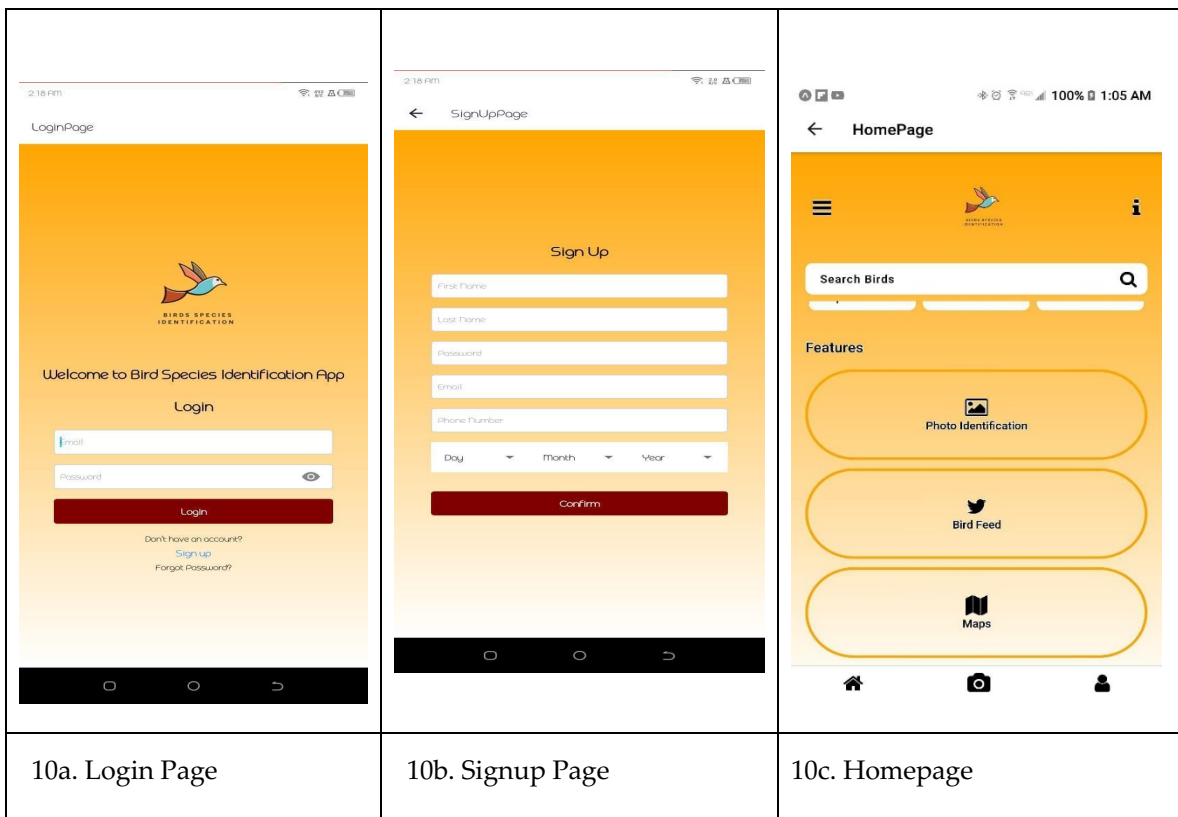 2:18 AM
LoginPage
BIRDS SPECIES
IDENTIFICATION
Welcome to Bird Species Identification App
Login
Email
Password
Login
Don't have an account?
Sign up
Forgot Password?
10a. Login Page
2:18 AM
SignUpPage
Sign Up
First Name
Last Name
Password
Email
Phone Number
Day Month Year
Confirm
10b. Signup Page
100% 1:05 AM
HomePage
BIRDS SPECIES
IDENTIFICATION
Search Birds
Features
Photo Identification
Bird Feed
Maps
10c. Homepage